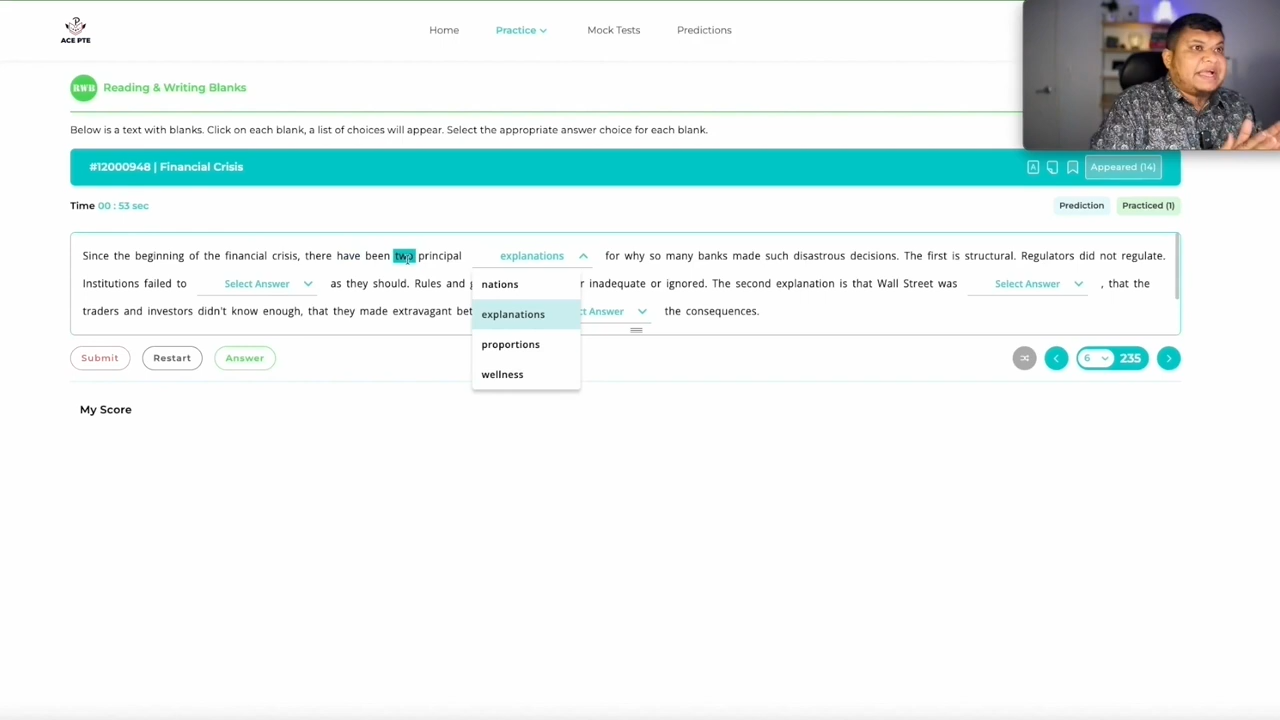 ACE PTE
Home
Practice
Mock Tests
Predictions
RWB
Reading & Writing Blanks
Below is a text with blanks. Click on each blank, a list of choices will appear. Select the appropriate answer choice for each blank.
#12000948 | Financial Crisis
A
Appeared (14)
Time 00 : 53 sec
Prediction
Practiced (1)
Since the beginning of the financial crisis, there have been two principal explanations for why so many banks made such disastrous decisions. The first is structural. Regulators did not regulate.
Institutions failed to Select Answer as they should. Rules and inadequate or ignored. The second explanation is that Wall Street was Select Answer , that the
traders and investors didn't know enough, that they made extravagant Answer the consequences.
nations
explanations
proportions
wellness
Submit
Restart
Answer
6
235
My Score